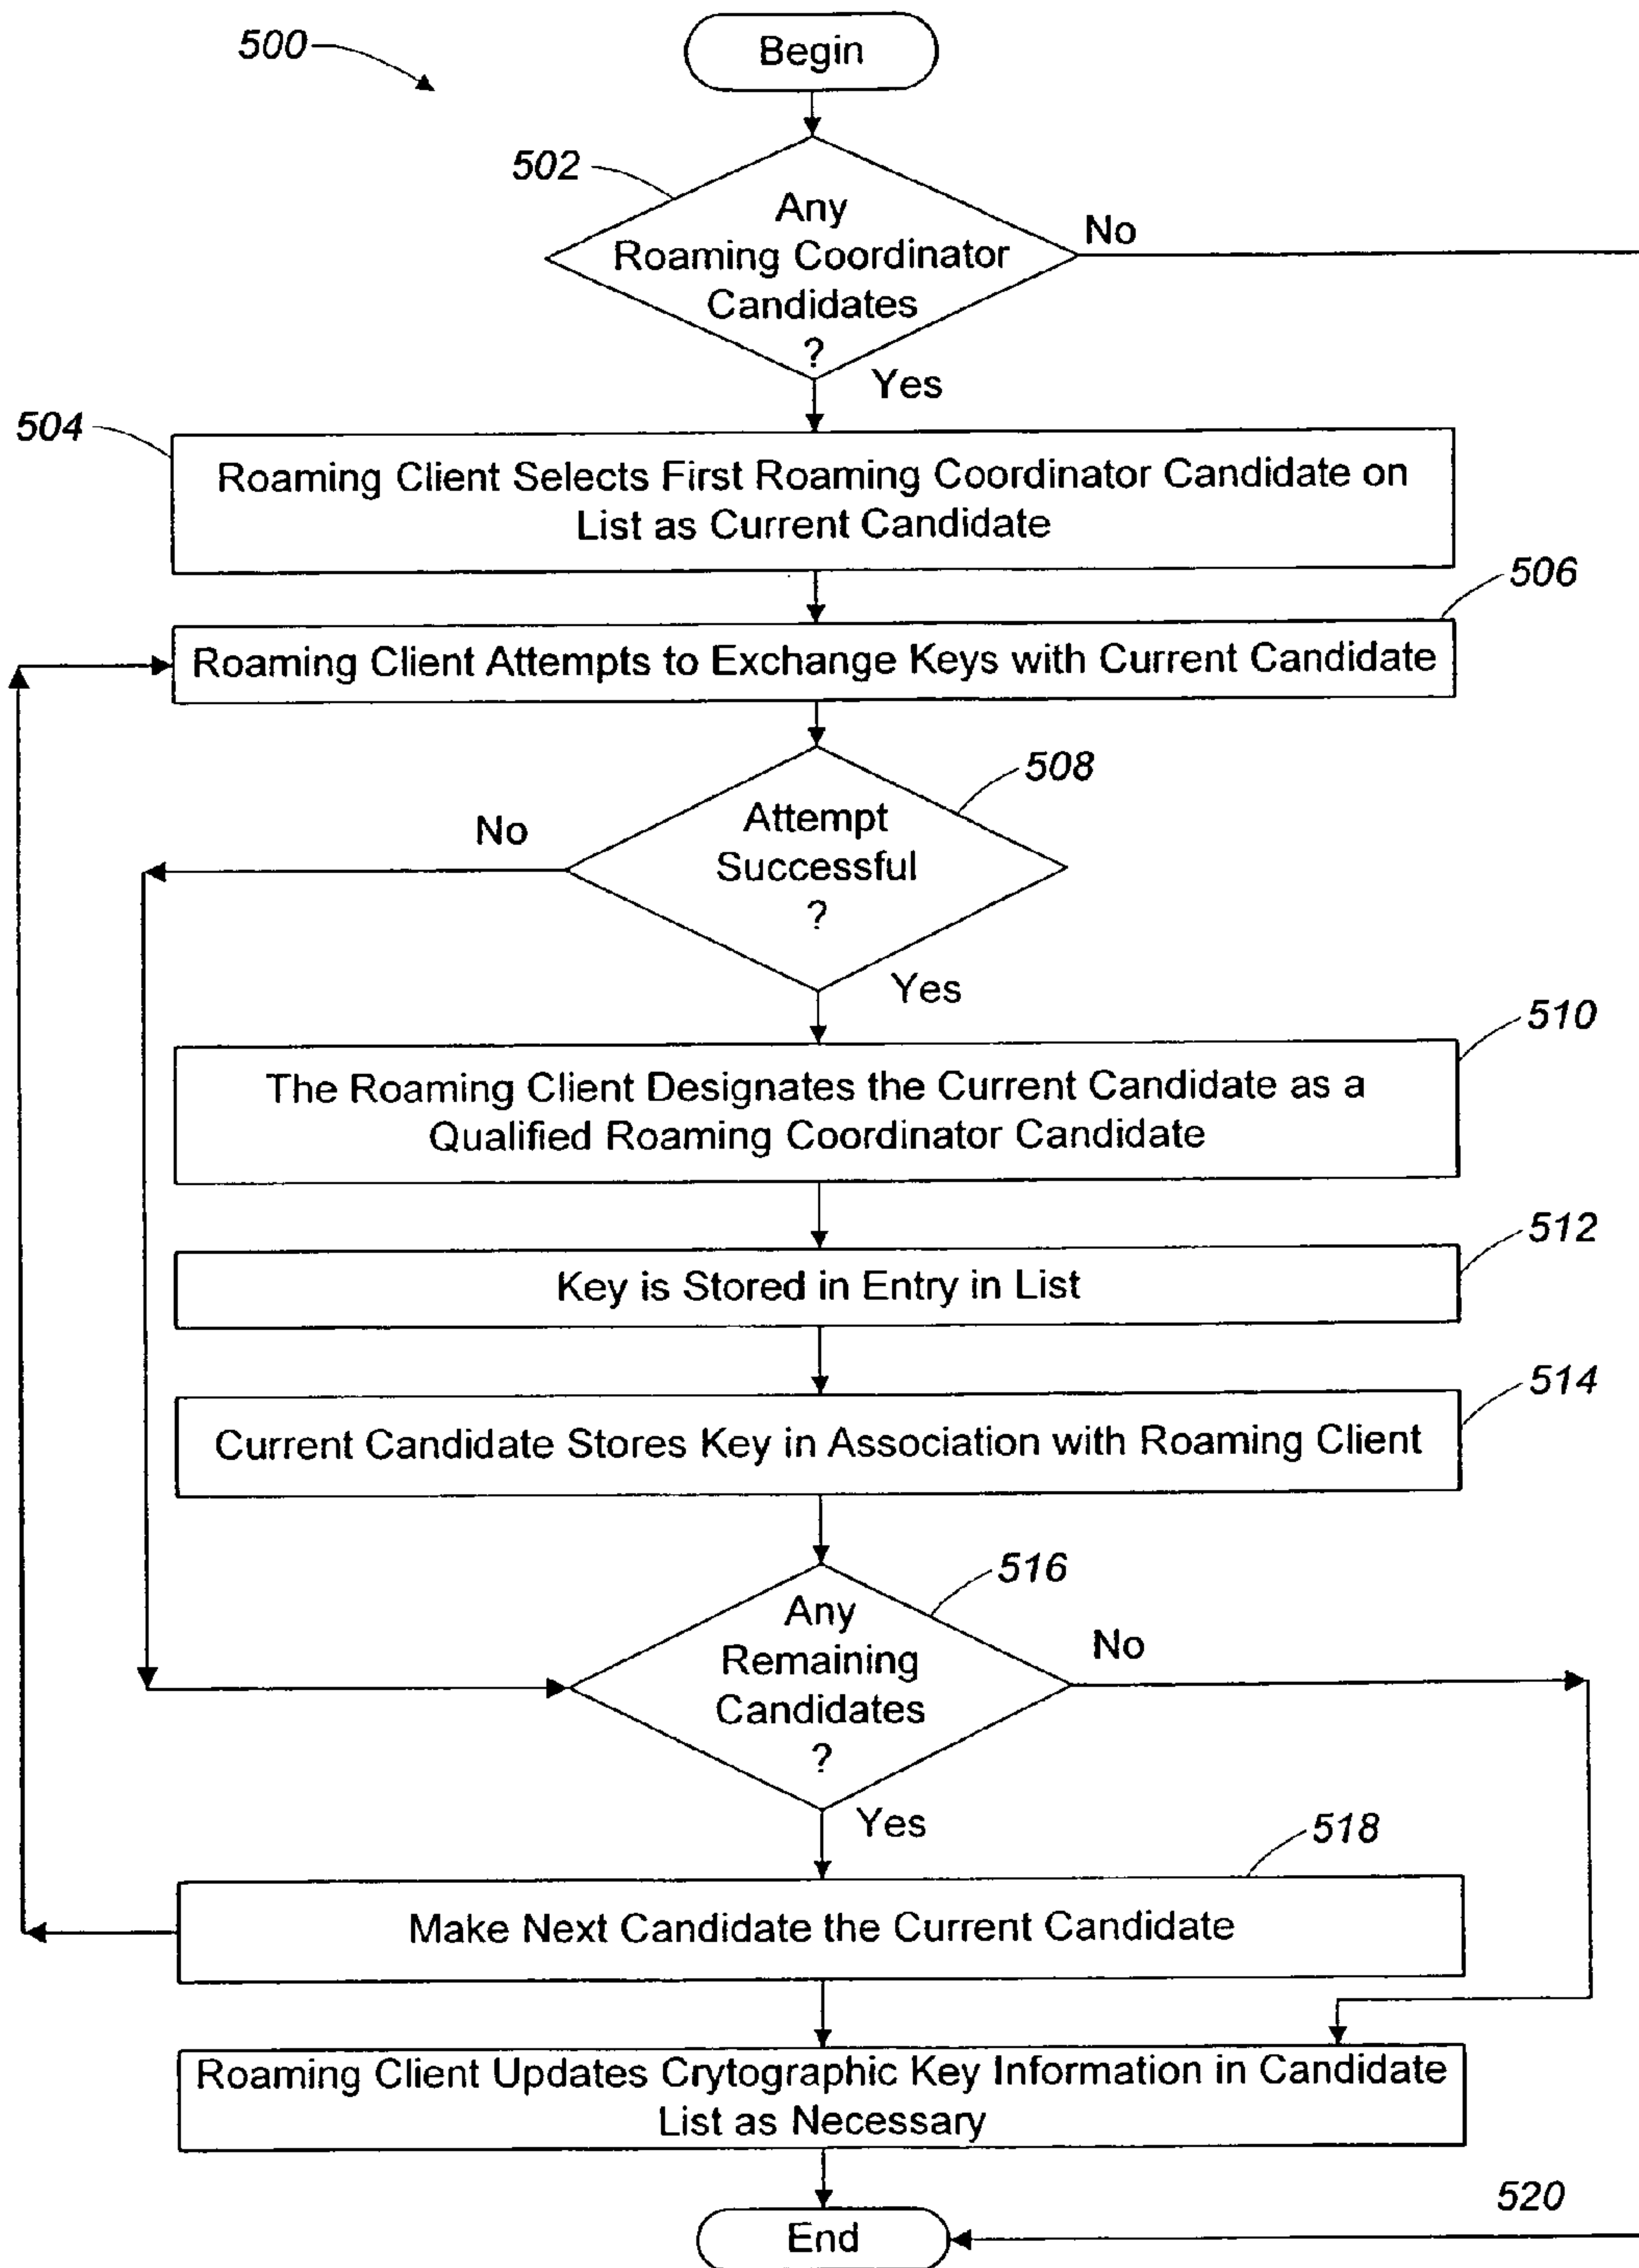 500
Begin
502
Any
Roaming Coordinator
Candidates
?
No
Yes
504
Roaming Client Selects First Roaming Coordinator Candidate on
List as Current Candidate
506
Roaming Client Attempts to Exchange Keys with Current Candidate
508
Attempt
Successful
?
No
Yes
510
The Roaming Client Designates the Current Candidate as a
Qualified Roaming Coordinator Candidate
512
Key is Stored in Entry in List
514
Current Candidate Stores Key in Association with Roaming Client
516
Any
Remaining
Candidates
?
No
Yes
518
Make Next Candidate the Current Candidate
Roaming Client Updates Crytographic Key Information in Candidate
List as Necessary
520
End